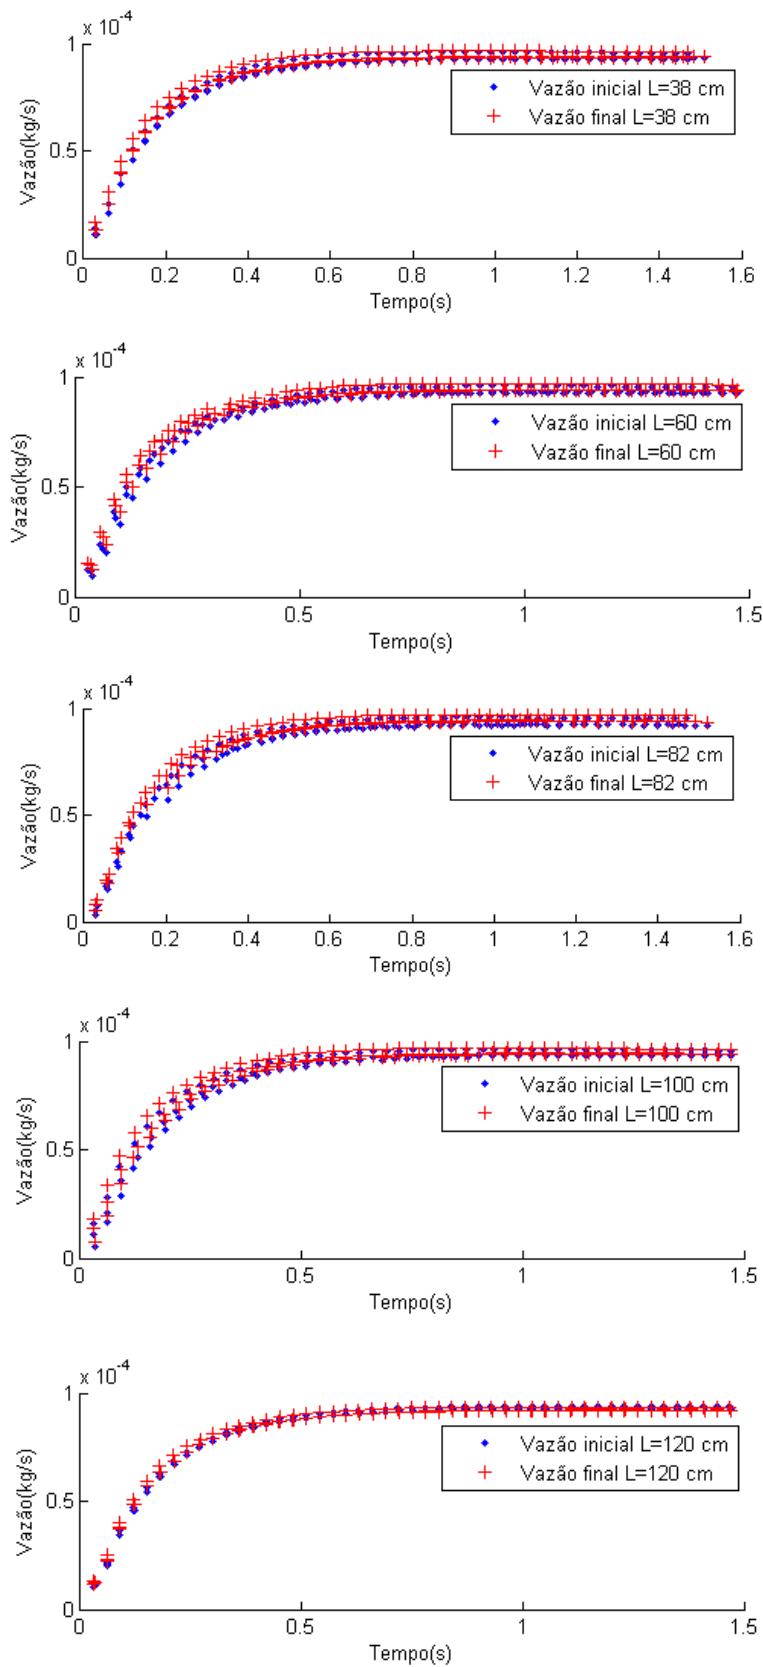 x 10-4
1
0.5
0
Vazão(kg/s)
Vazão inicial L=38 cm
Vazão final L=38 cm
0 0.2 0.4 0.6 0.8 1 1.2 1.4 1.6
Tempo(s)
x 10-4
1
0.5
0
Vazão(kg/s)
Vazão inicial L=60 cm
Vazão final L=60 cm
0 0.5 1 1.5
Tempo(s)
x 10-4
1
0.5
0
Vazão(kg/s)
Vazão inicial L=82 cm
Vazão final L=82 cm
0 0.2 0.4 0.6 0.8 1 1.2 1.4 1.6
Tempo(s)
x 10-4
1
0.5
0
Vazão(kg/s)
Vazão inicial L=100 cm
Vazão final L=100 cm
0 0.5 1 1.5
Tempo(s)
x 10-4
1
0.5
0
Vazão(kg/s)
Vazão inicial L=120 cm
Vazão final L=120 cm
0 0.5 1 1.5
Tempo(s)